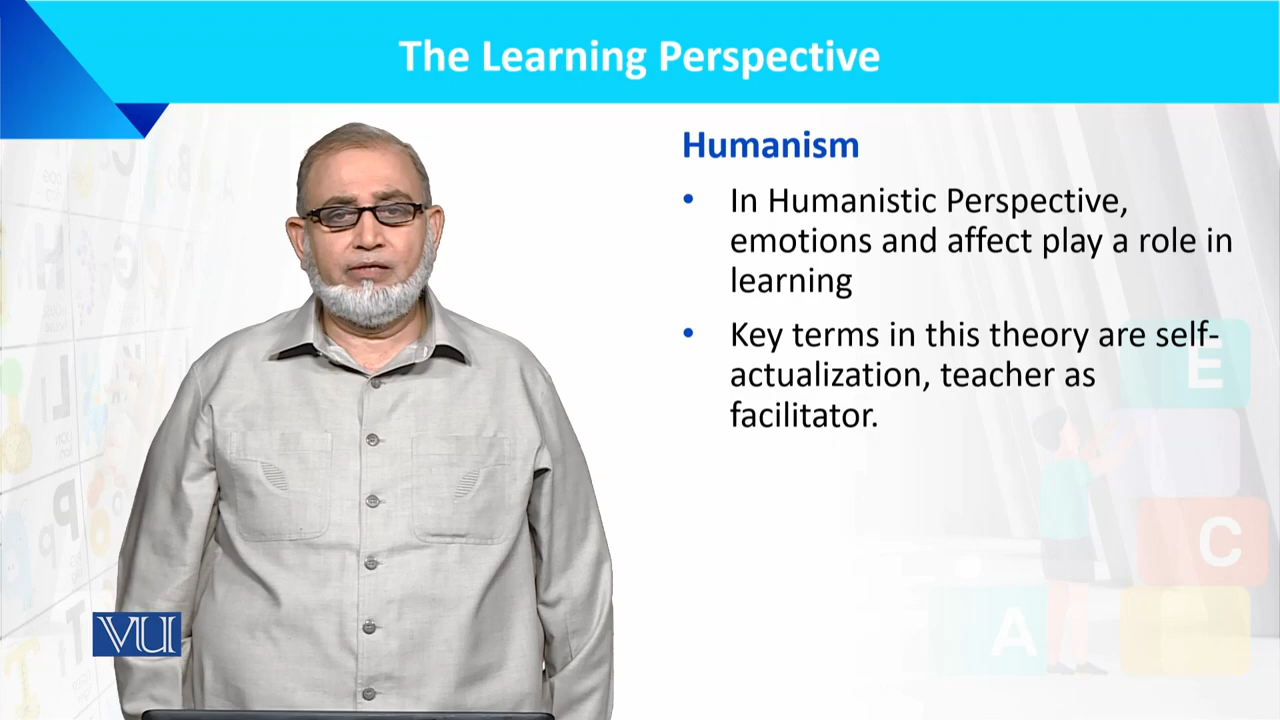 The Learning Perspective
Humanism
• In Humanistic Perspective,
emotions and affect play a role in
learning
• Key terms in this theory are self-
actualization, teacher as
facilitator.
VU
E
C
A